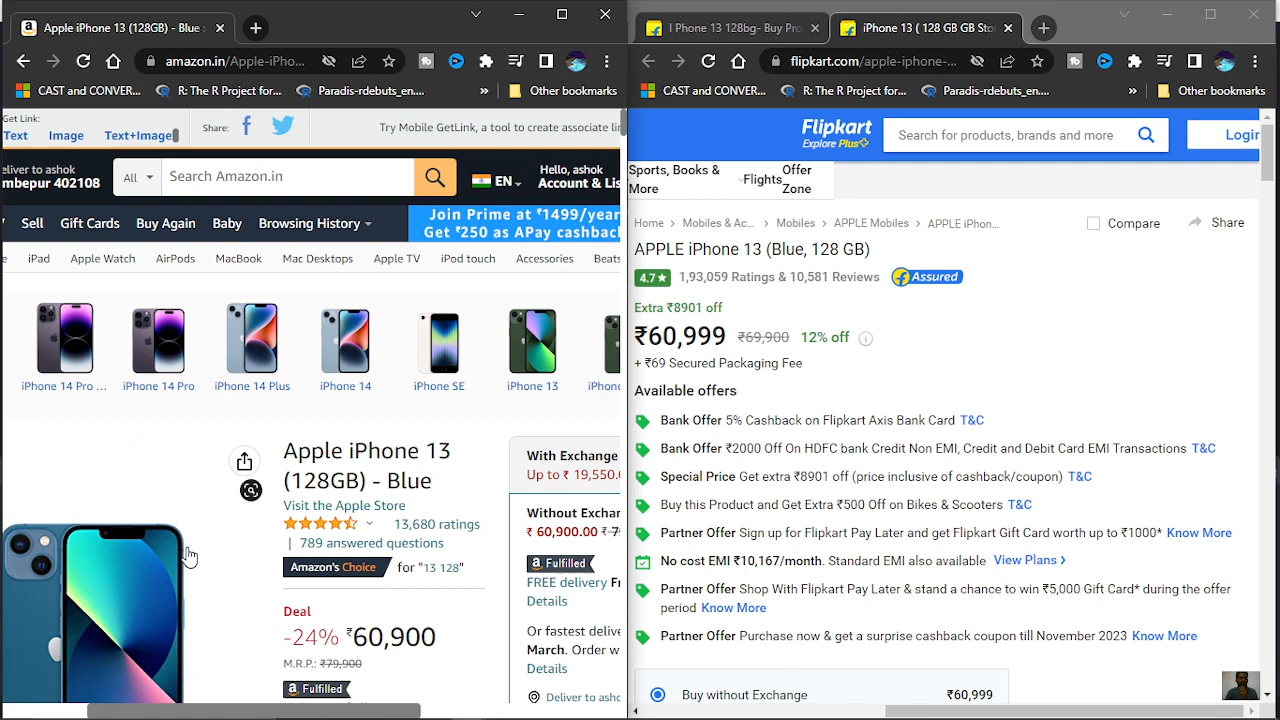 Apple iPhone 13 (128GB) - Blue
amazon.in/Apple-iPho...
CAST and CONVER...
R: The R Project for...
Paradis-rdebuts_en....
»
Other bookmarks
Get Link:
Text
Image
Text+Image
Share:
Try Mobile GetLink, a tool to create associate lin
eliver to ashok
mbepur 402108
All
Search Amazon.in
EN
Hello, ashok
Account & Lis
Sell
Gift Cards
Buy Again
Baby
Browsing History
Join Prime at ₹1499/year
Get ₹250 as APay cashback
e
iPad
Apple Watch
AirPods
MacBook
Mac Desktops
Apple TV
iPod touch
Accessories
Beats
iPhone 14 Pro ...
iPhone 14 Pro
iPhone 14 Plus
iPhone 14
iPhone SE
iPhone 13
iPhone
Apple iPhone 13
(128GB) - Blue
Visit the Apple Store
13,680 ratings
| 789 answered questions
Amazon's Choice
for "13 128"
Deal
-24% ₹60,900
M.R.P.: ₹79,900
a Fulfilled
With Exchange
Up to ₹ 19,550.0
Without Exchan
₹ 60,900.00 ₹ 79
a Fulfilled
FREE delivery Fr
Details
Or fastest delive
March. Order w
Details
Deliver to asho
I Phone 13 128bg- Buy Pro
iPhone 13 ( 128 GB GB Sto
flipkart.com/apple-iphone-...
CAST and CONVER...
R: The R Project for...
Paradis-rdebuts_en....
»
Other bookmarks
Flipkart
Explore Plus
Search for products, brands and more
Login
Sports, Books &
More
Flights
Offer
Zone
Home > Mobiles & Ac... > Mobiles > APPLE Mobiles > APPLE iPhon...
Compare
Share
APPLE iPhone 13 (Blue, 128 GB)
4.7★ 1,93,059 Ratings & 10,581 Reviews
Assured
Extra ₹8901 off
₹60,999 ₹69,900 12% off
+ ₹69 Secured Packaging Fee
Available offers
Bank Offer 5% Cashback on Flipkart Axis Bank Card T&C
Bank Offer ₹2000 Off On HDFC bank Credit Non EMI, Credit and Debit Card EMI Transactions T&C
Special Price Get extra ₹8901 off (price inclusive of cashback/coupon) T&C
Buy this Product and Get Extra ₹500 Off on Bikes & Scooters T&C
Partner Offer Sign up for Flipkart Pay Later and get Flipkart Gift Card worth up to ₹1000* Know More
No cost EMI ₹10,167/month. Standard EMI also available View Plans >
Partner Offer Shop With Flipkart Pay Later & stand a chance to win ₹5,000 Gift Card* during the offer
period Know More
Partner Offer Purchase now & get a surprise cashback coupon till November 2023 Know More
Buy without Exchange
₹60,999